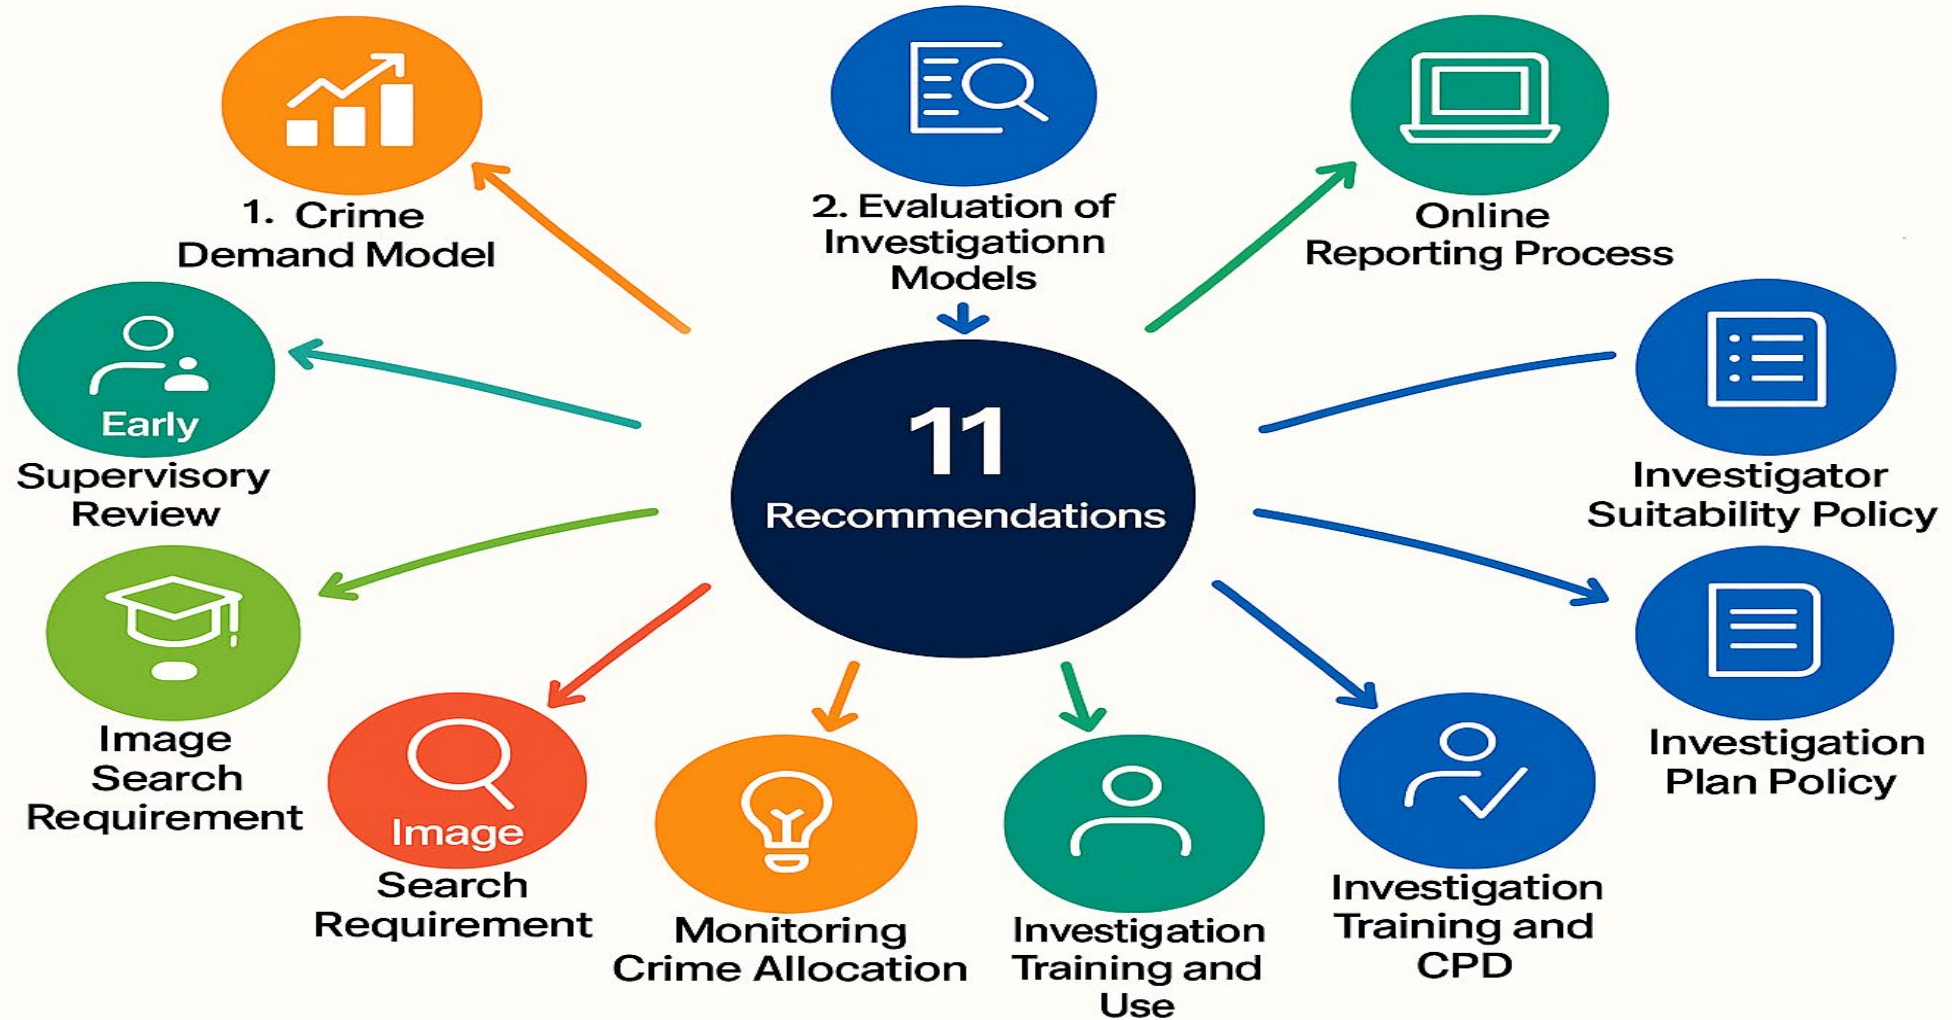 1. Crime
Demand Model
2. Evaluation of
Investigationn
Models
Online
Reporting Process
Early
Supervisory
Review
11
Recommendations
Investigator
Suitability Policy
Image
Search
Requirement
Investigation
Plan Policy
Image
Search
Requirement
Monitoring
Crime Allocation
Investigation
Training and
Use
Investigation
Training and
CPD